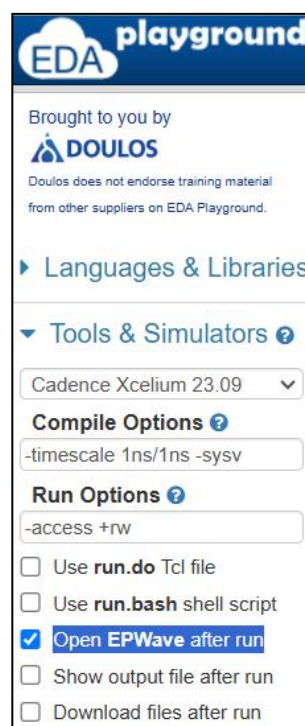 EDA playground
Brought to you by
DOULOS
Doulos does not endorse training material
from other suppliers on EDA Playground.
Languages & Libraries
Tools & Simulators ?
Cadence Xcelium 23.09
Compile Options ?
-timescale 1ns/1ns -sysv
Run Options ?
-access +rw
Use run.do Tcl file
Use run.bash shell script
Open EPWave after run
Show output file after run
Download files after run